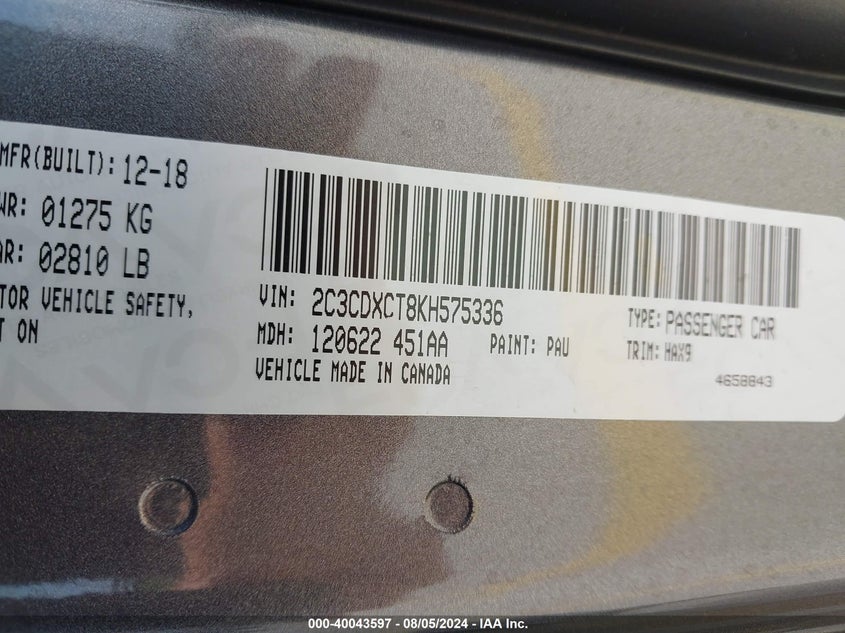 MFR(BUILT): 12-18
WR: 01275 KG
AR: 02810 LB
TOR VEHICLE SAFETY,
T ON
VIN: 2C3CDXCT8KH575336
MDH: 120622 451AA PAINT: PAU
VEHICLE MADE IN CANADA
TYPE: PASSENGER CAR
TRIM: HAX9
4658843
000-40043597 - 08/05/2024 - IAA Inc.